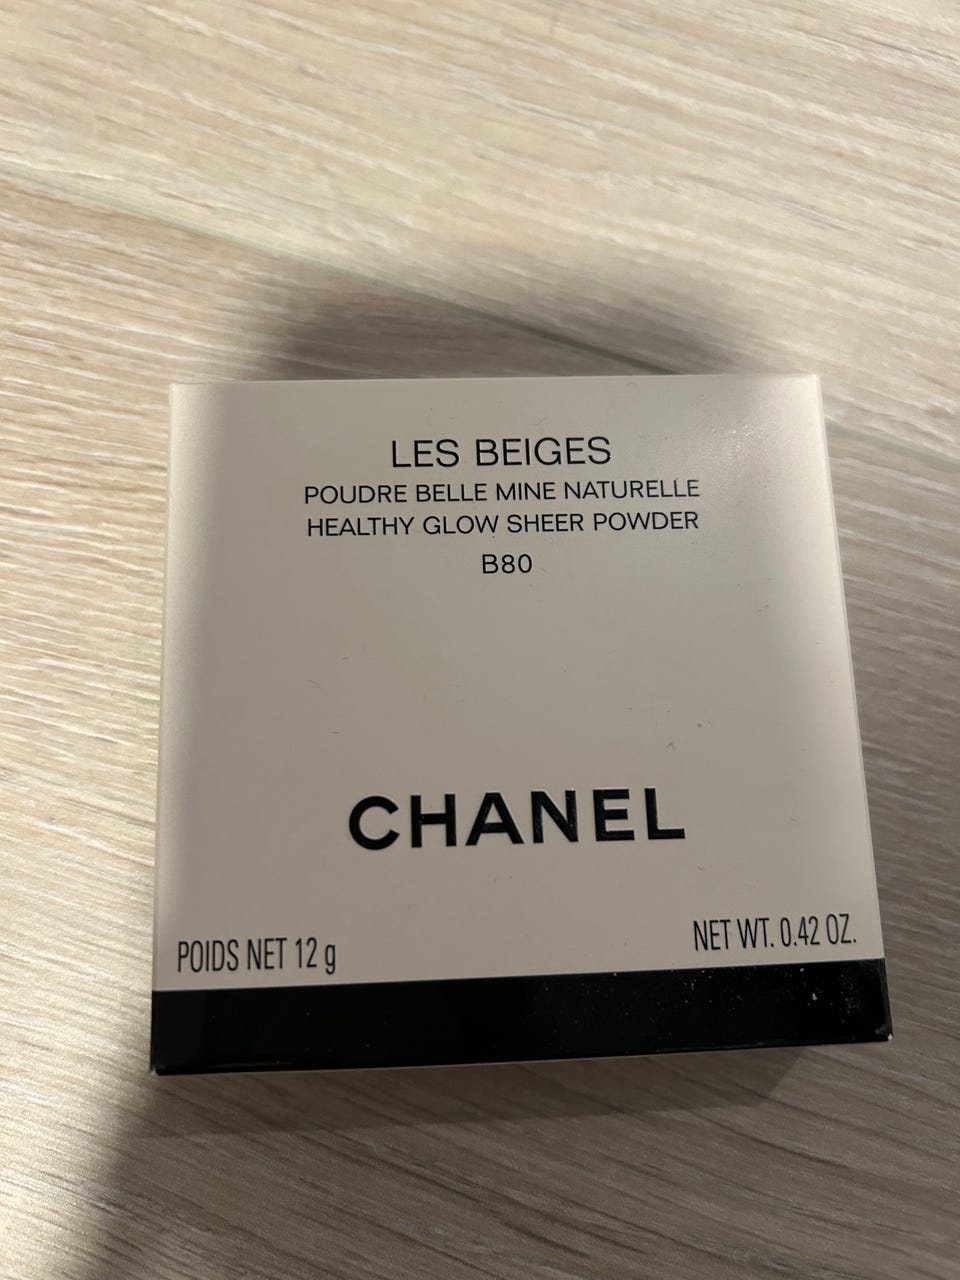 LES BEIGES
POUDRE BELLE MINE NATURELLE
HEALTHY GLOW SHEER POWDER
B80
CHANEL
POIDS NET 12 g
NET WT. 0.42 OZ.